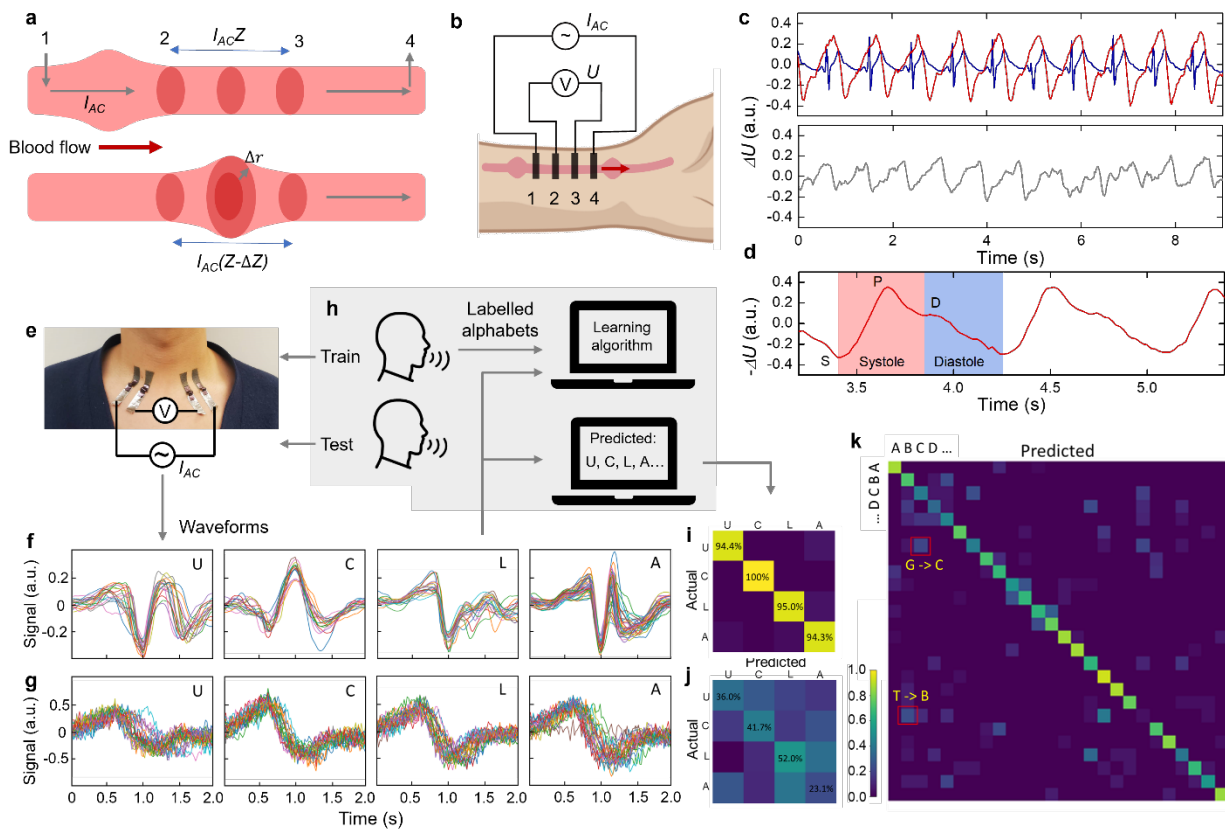 a
1
2
I_AC Z
3
4
I_AC
Blood flow
Δr
I_AC(Z-ΔZ)
b
I_AC
~
V
U
1 2 3 4
c
0.4
0.2
0.0
-0.2
-0.4
ΔU (a.u.)
0.4
0.2
0.0
-0.2
-0.4
0 2 4 6 8
Time (s)
d
-ΔU (a.u.)
0.4
0.2
0.0
-0.2
-0.4
S
P
D
Systole
Diastole
3.5 4.0 4.5 5.0
Time (s)
e
V
~
I_AC
Waveforms
h
Train
Labelled
alphabets
Learning
algorithm
Test
Predicted:
U, C, L, A...
f
Signal (a.u.)
0.2
0
-0.2
U
C
L
A
g
Signal (a.u.)
0.5
0
-0.5
U
C
L
A
0 0.5 1.0 1.5 2.0
0 0.5 1.0 1.5 2.0
0 0.5 1.0 1.5 2.0
0 0.5 1.0 1.5 2.0
Time (s)
i
U C L A
Actual
U
C
L
A
94.4%
100%
95.0%
94.3%
j
Predicted
U C L A
Actual
U
C
L
A
36.0%
41.7%
52.0%
23.1%
1.0
0.8
0.6
0.4
0.2
0.0
k
A B C D ...
Predicted
... D C B A
G -> C
T -> B